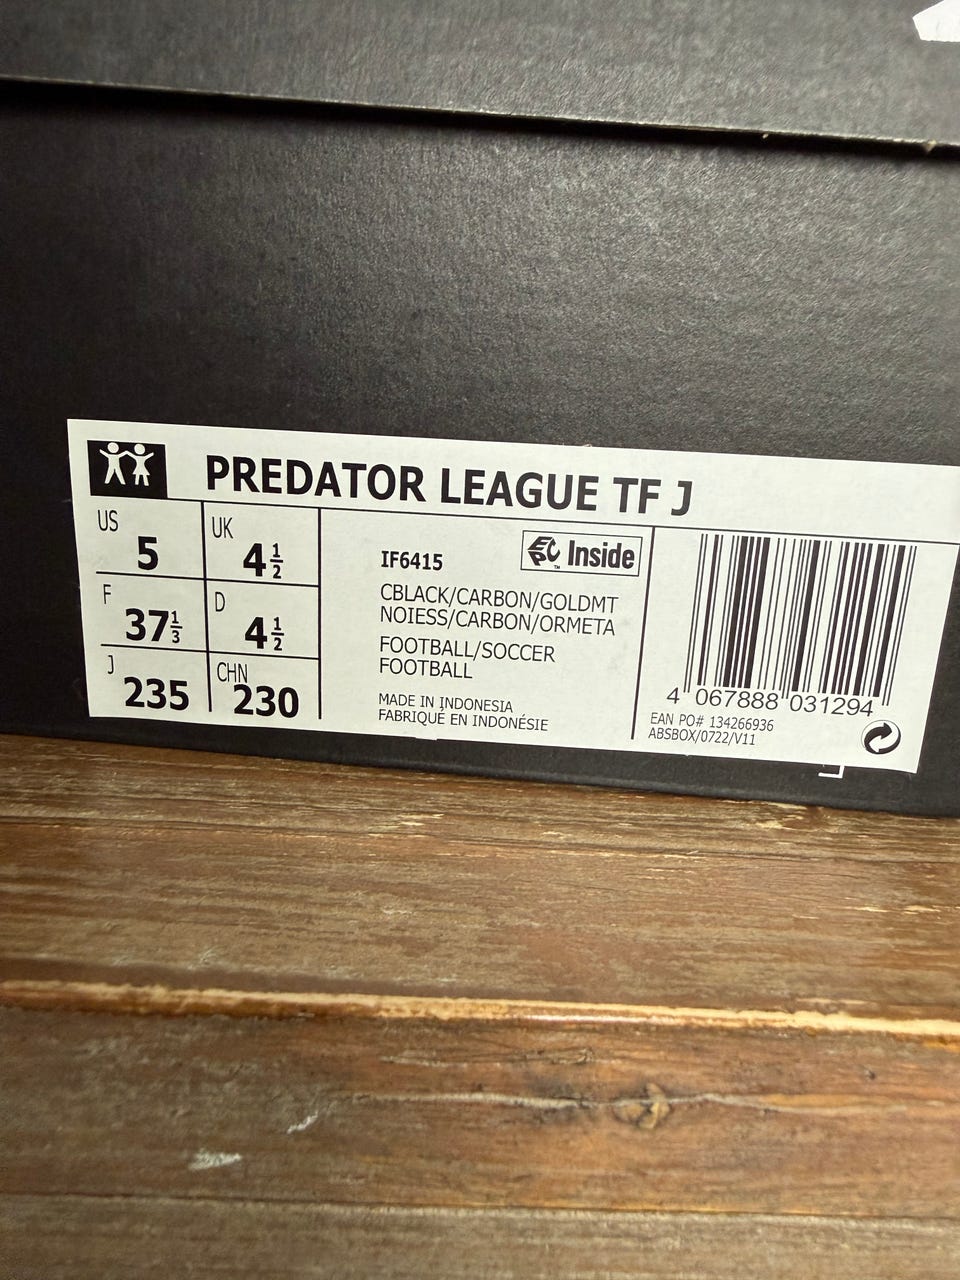 PREDATOR LEAGUE TF J
US 5
UK 4½
F 37⅓
D 4½
J 235
CHN 230
IF6415
EPC Inside
™
CBLACK/CARBON/GOLDMT
NOIESS/CARBON/ORMETA
FOOTBALL/SOCCER
FOOTBALL
MADE IN INDONESIA
FABRIQUÉ EN INDONÉSIE
4 067888 031294
EAN PO# 134266936
ABSBOX/0722/V11